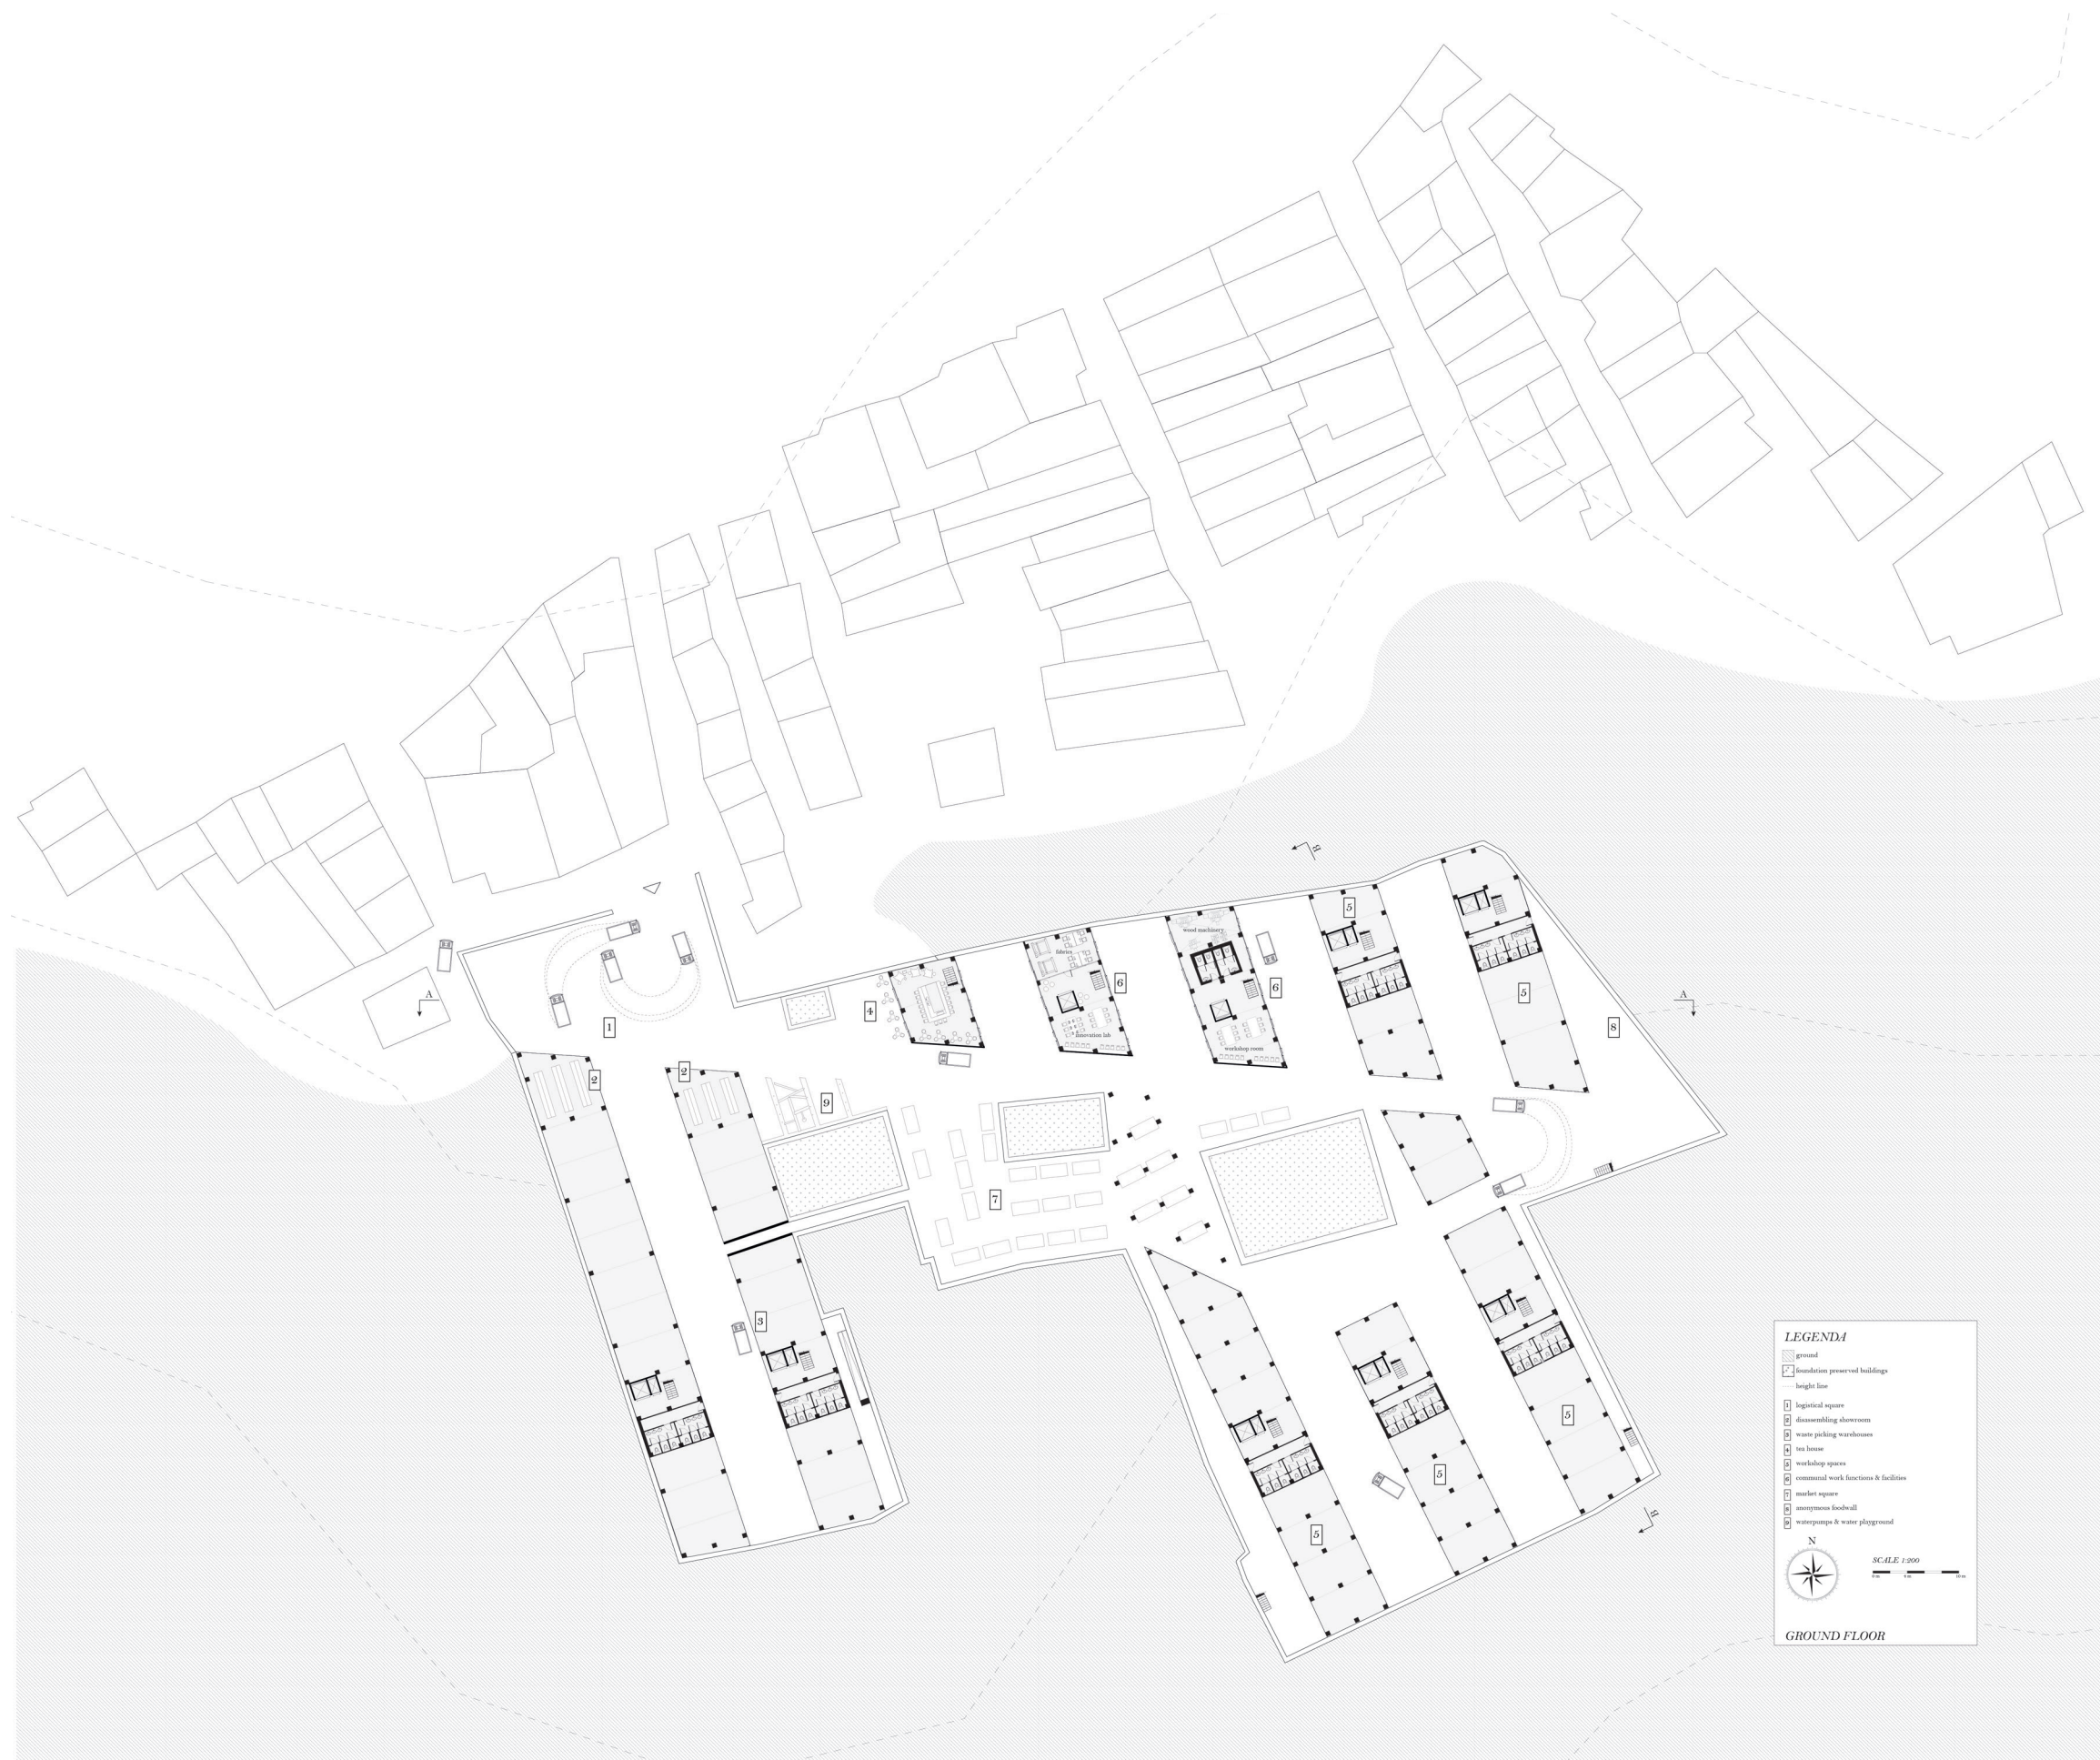 B
5
wood machinery
fabrics
5
6
6
A
4
A
1
8
innovation lab
workshop room
2
2
9
7
3
5
5
5
B
LEGENDA
ground
foundation preserved buildings
height line
1 logistical square
2 disassembling showroom
3 waste picking warehouses
4 tea house
5 workshop spaces
6 communal work functions & facilities
7 market square
8 anonymous foodwall
9 waterpumps & water playground
N
SCALE 1:200
0 m
10 m
GROUND FLOOR